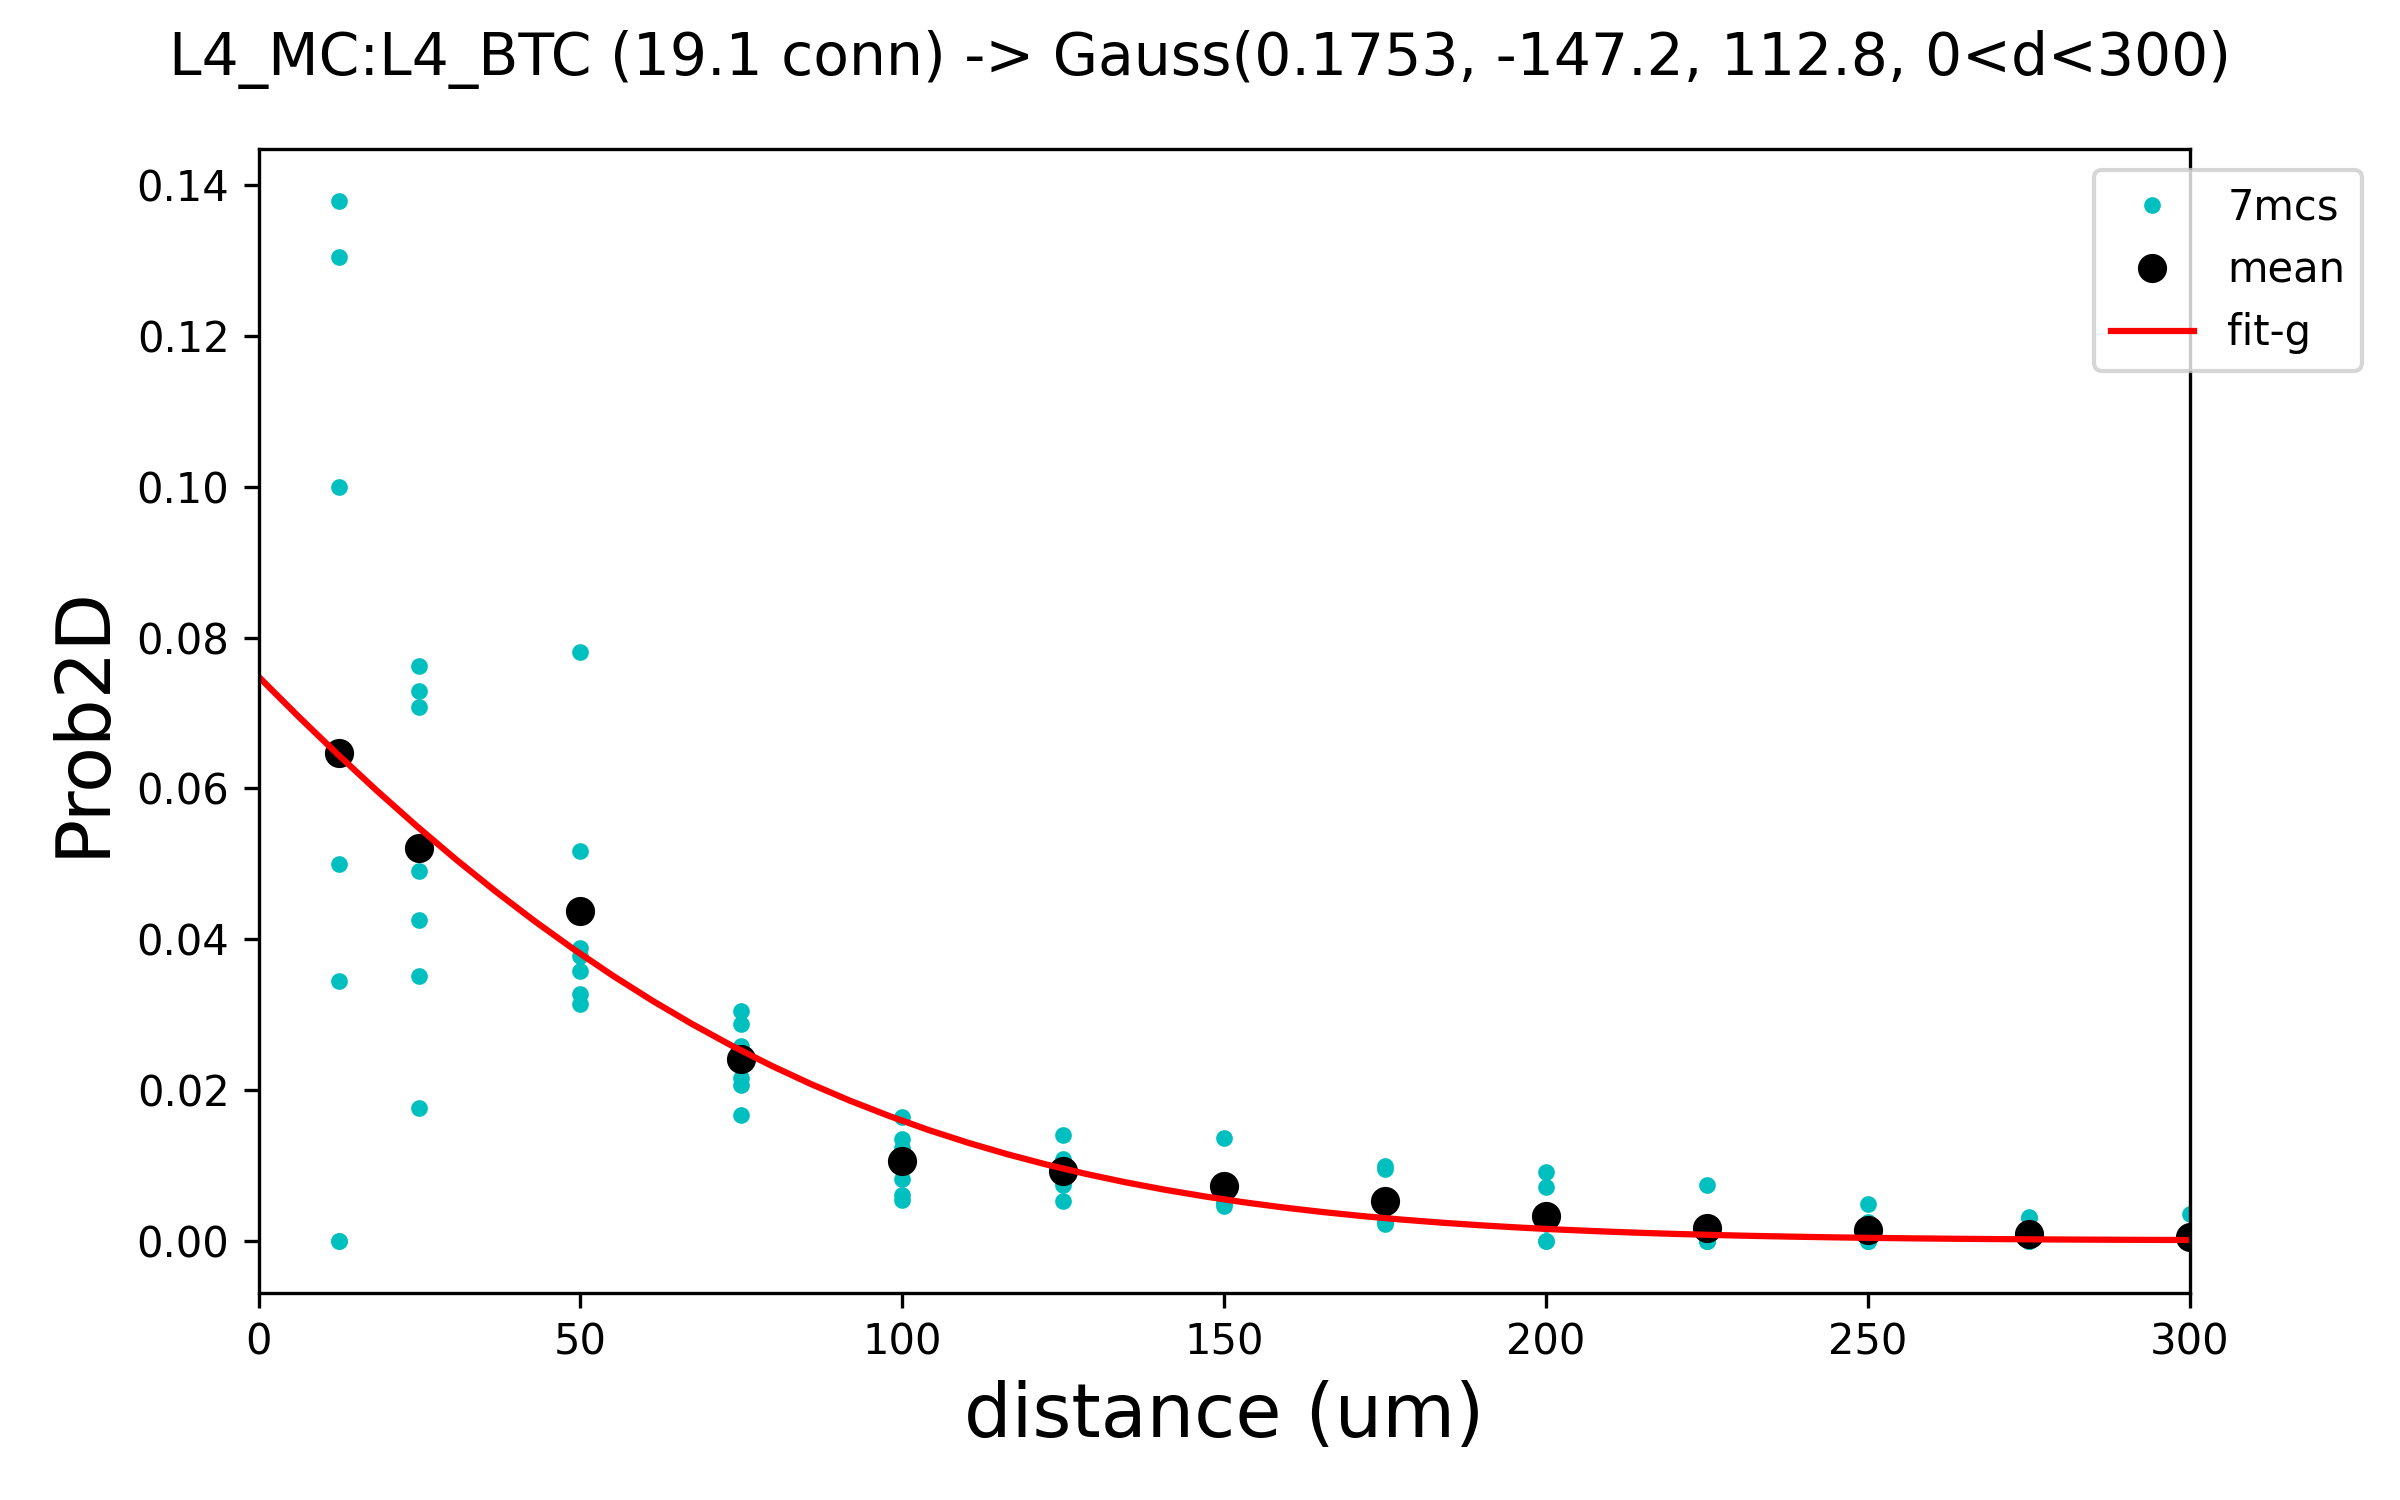 L4_MC:L4_BTC (19.1 conn) -> Gauss(0.1753, -147.2, 112.8, 0<d<300)
0.14
0.12
0.10
0.08
0.06
0.04
0.02
0.00
Prob2D
7mcs
mean
fit-g
0 50 100 150 200 250 300
distance (um)